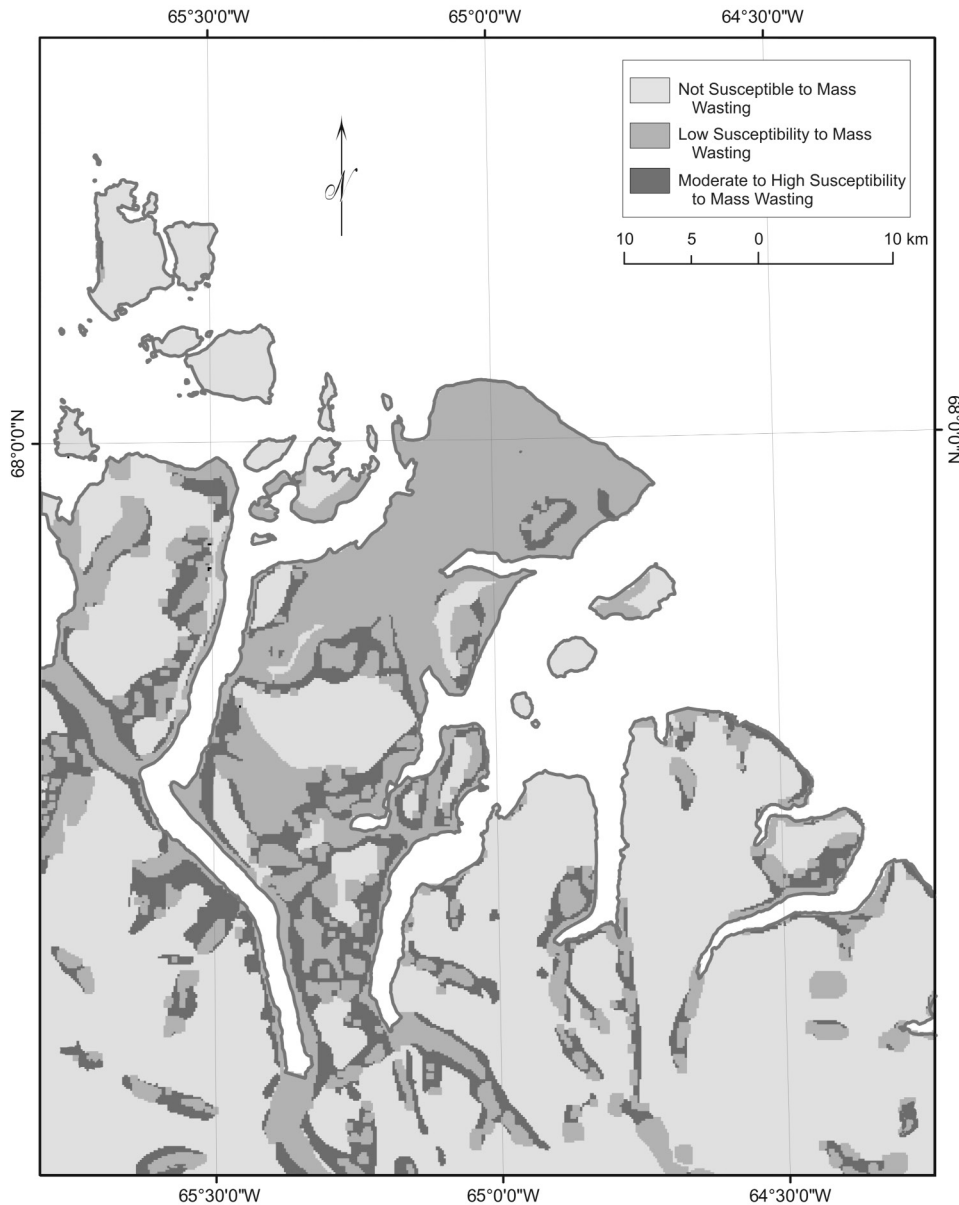 65°30'0"W 65°0'0"W 64°30'0"W
Not Susceptible to Mass
Wasting
Low Susceptibility to Mass
Wasting
Moderate to High Susceptibility
to Mass Wasting
N
10 5 0 10 km
68°0'0"N
68°0'0"N
65°30'0"W 65°0'0"W 64°30'0"W